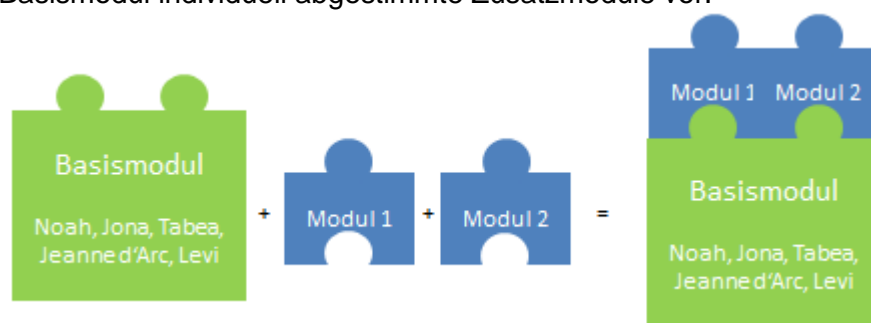 Basismodul individuell abgestimmte Zusatzmodule vor.
Basismodul
Noah, Jona, Tabea,
Jeanne d'Arc, Levi
+
Modul 1
+
Modul 2
=
Modul 1 Modul 2
Basismodul
Noah, Jona, Tabea,
Jeanne d'Arc, Levi